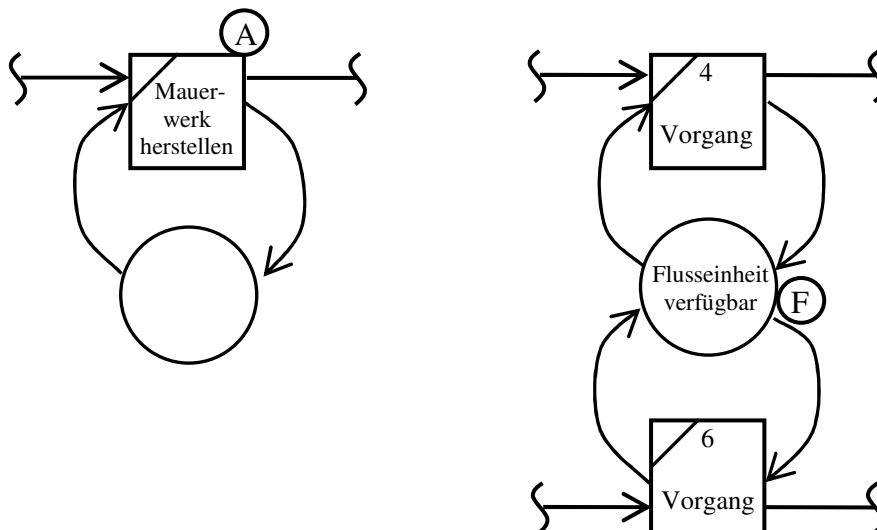 A
Mauer-
werk
herstellen
4
Vorgang
Flusseinheit
verfügbar
F
6
Vorgang